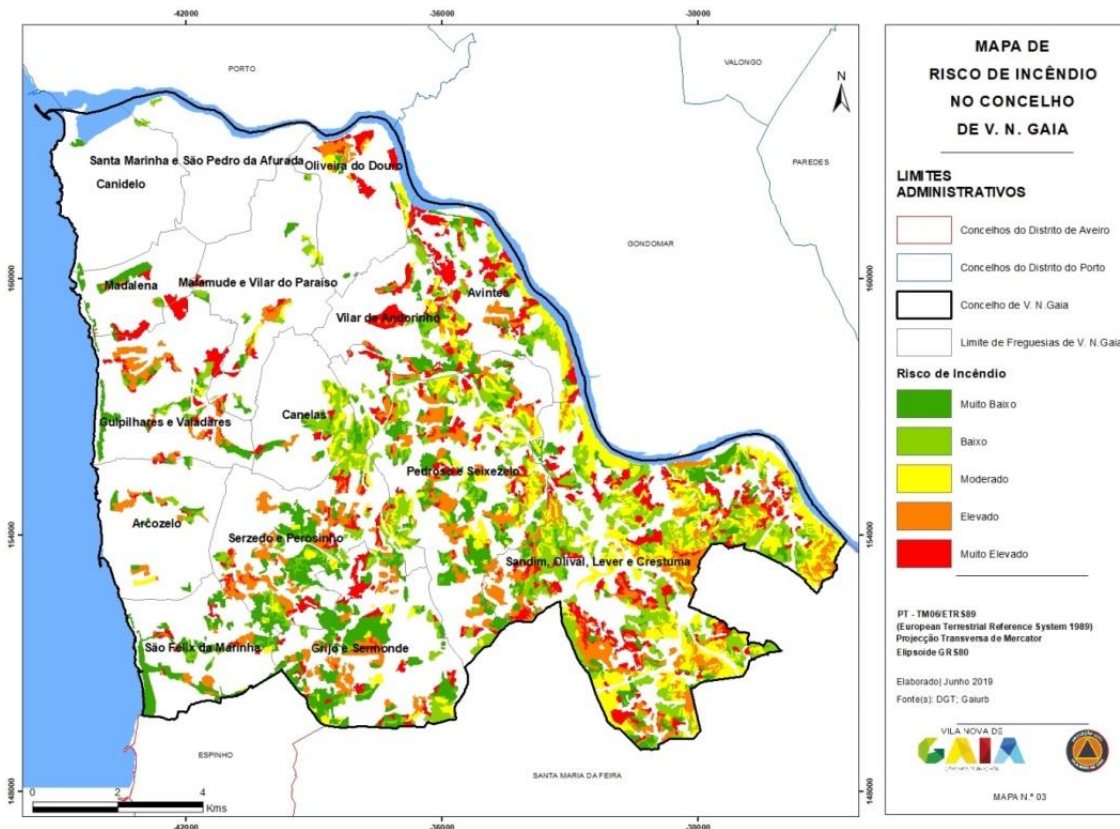 -42000
-36000
-30000
PORTO
VALONGO
N
PAREDES
Santa Marinha e São Pedro da Afurada
Oliveira do Douro
Canidelo
GONDOMAR
160000
160000
Madalena
Mafamude e Vilar do Paraíso
Avintes
Vilar de Andorinho
Gulpilhares e Valadares
Canelas
Pedroso e Seixezelo
154000
154000
Arcozelo
Serzedo e Perosinho
Sandim, Olival, Lever e Crestuma
São Félix da Marinha
Grijó e Sermonde
ESPINHO
SANTA MARIA DA FEIRA
148000
148000
0
2
4
Kms
-42000
-36000
-30000
MAPA DE
RISCO DE INCÊNDIO
NO CONCELHO
DE V. N. GAIA
LIMITES
ADMINISTRATIVOS
Concelhos do Distrito de Aveiro
Concelhos do Distrito do Porto
Concelho de V. N.Gaia
Limite de Freguesias de V. N.Gaia
Risco de Incêndio
Muito Baixo
Baixo
Moderado
Elevado
Muito Elevado
PT - TM06/ETRS89
(European Terrestrial Reference System 1989)
Projecção Transversa de Mercator
Elipsoide GRS80
Elaborado| Junho 2019
Fonte(s): DGT; Gaiurb
VILA NOVA DE
GAIA
MAPA N.º 03